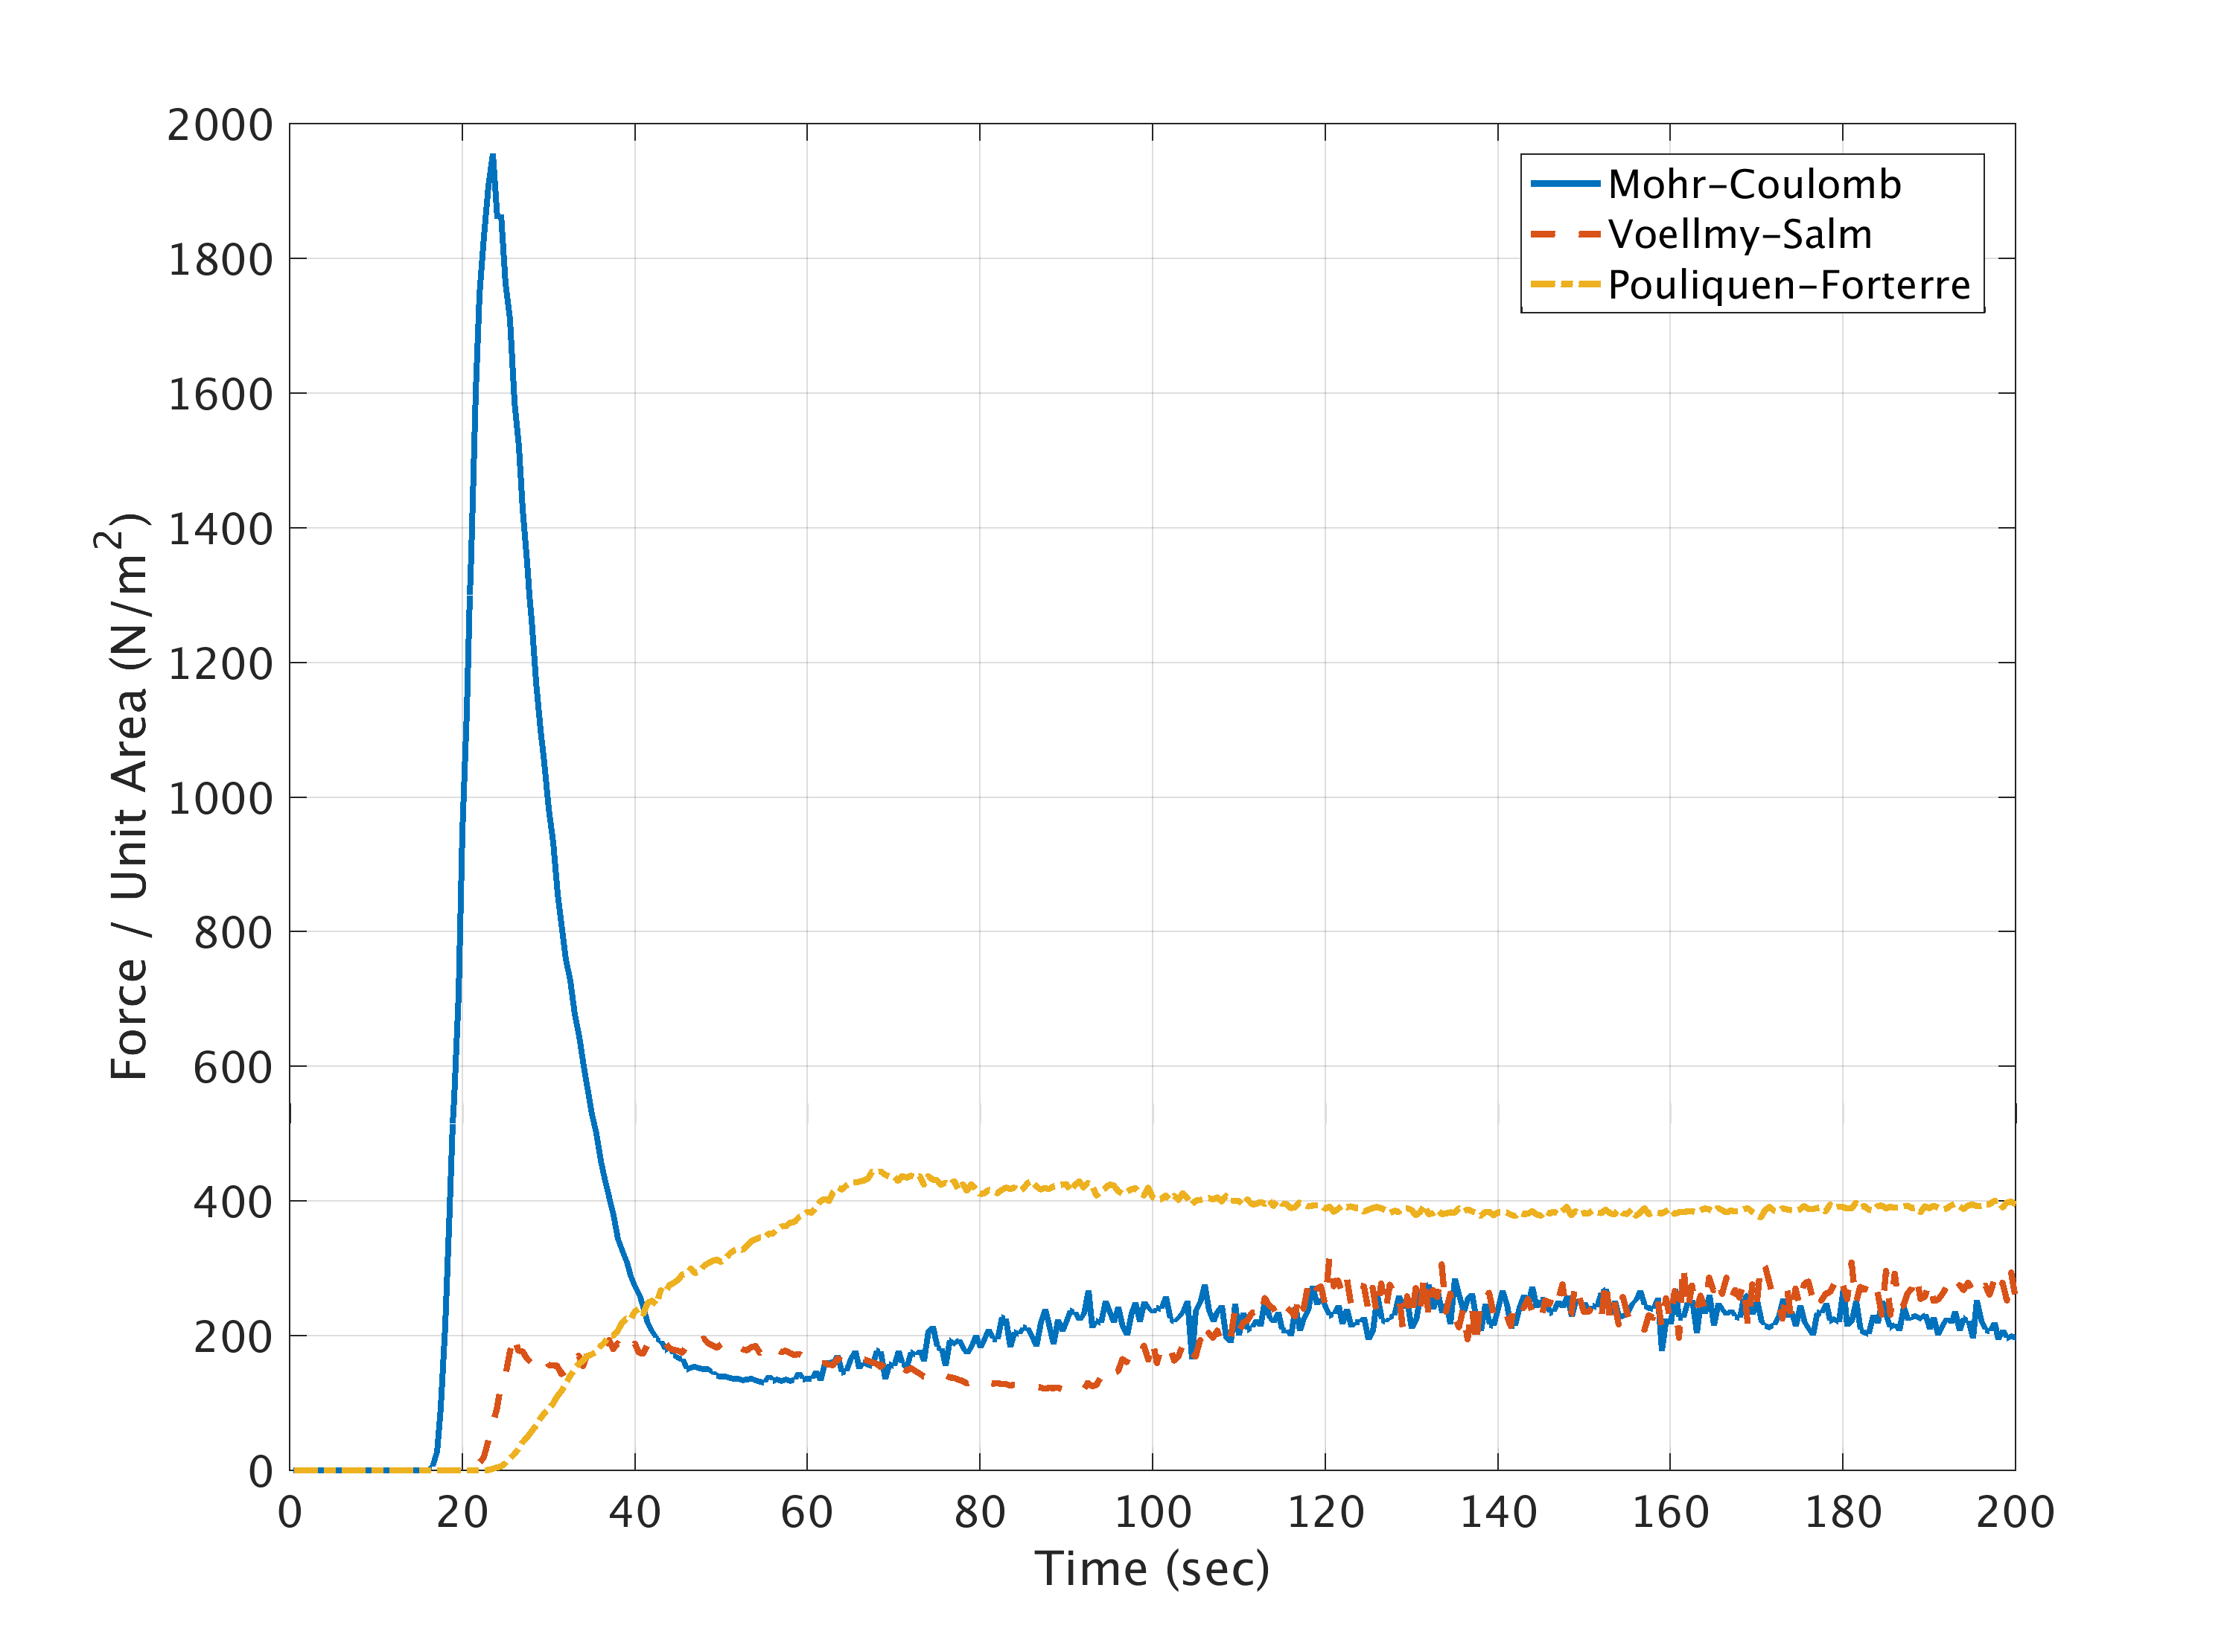 2000
1800
1600
1400
1200
1000
800
600
400
200
0
Force / Unit Area (N/m²)
Mohr-Coulomb
Voellmy-Salm
Pouliquen-Forterre
0 20 40 60 80 100 120 140 160 180 200
Time (sec)